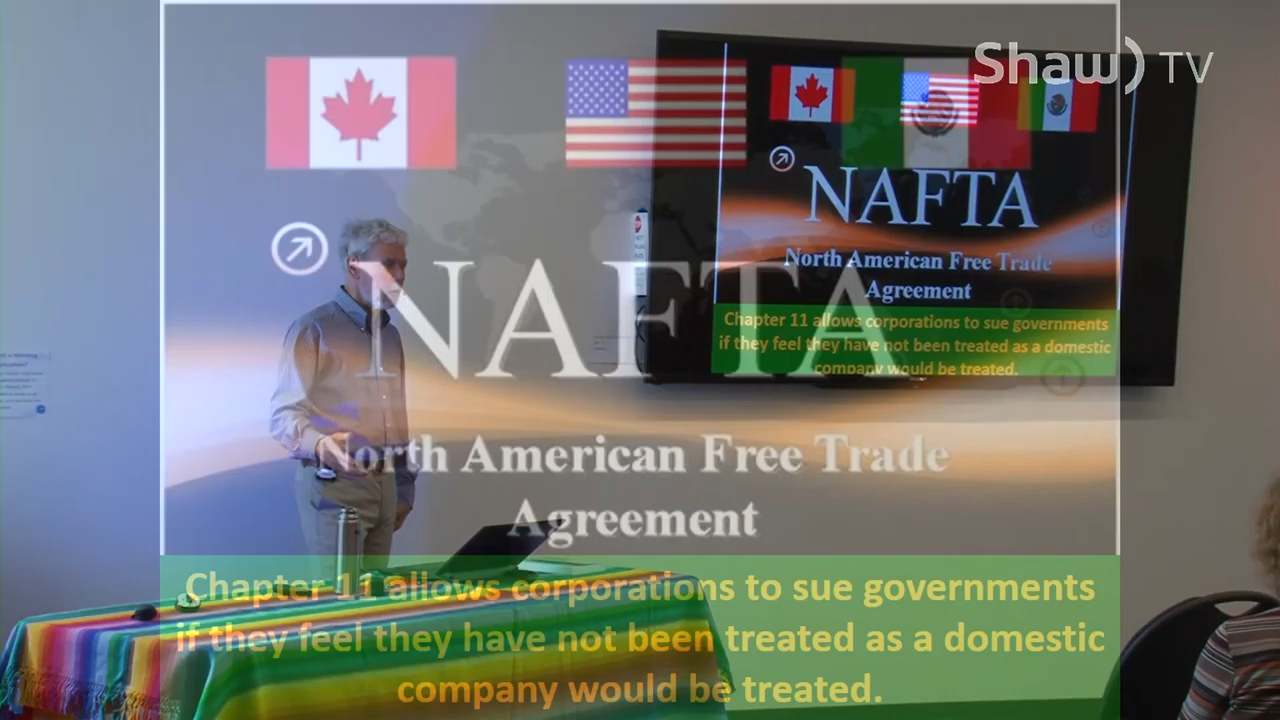 Shaw) TV
NAFTA
North American Free Trade
Agreement
Chapter 11 allows corporations to sue governments
if they feel they have not been treated as a domestic
company would be treated.
NAFTA
North American Free Trade
Agreement
Chapter 11 allows corporations to sue governments
if they feel they have not been treated as a domestic
company would be treated.